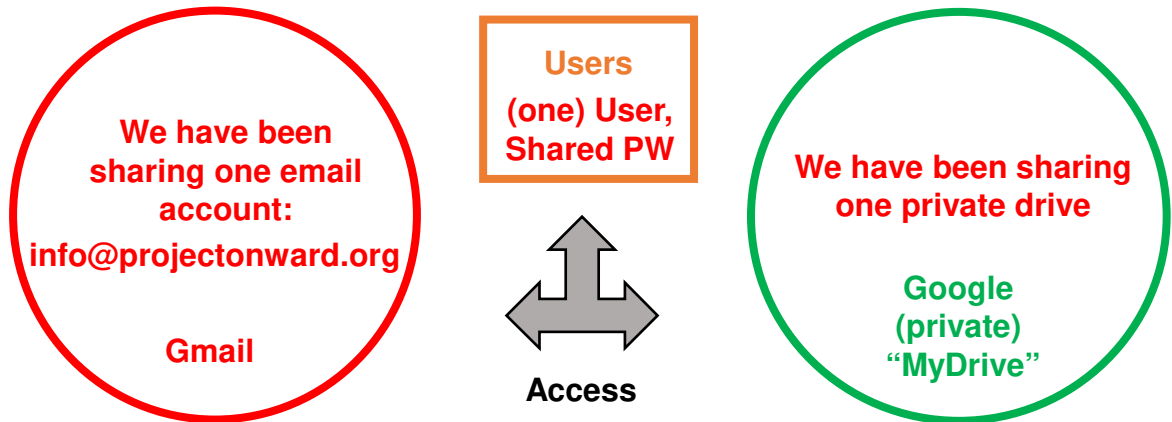 We have been
sharing one email
account:
info@projectonward.org
Gmail
Users
(one) User,
Shared PW
Access
We have been sharing
one private drive
Google
(private)
“MyDrive”